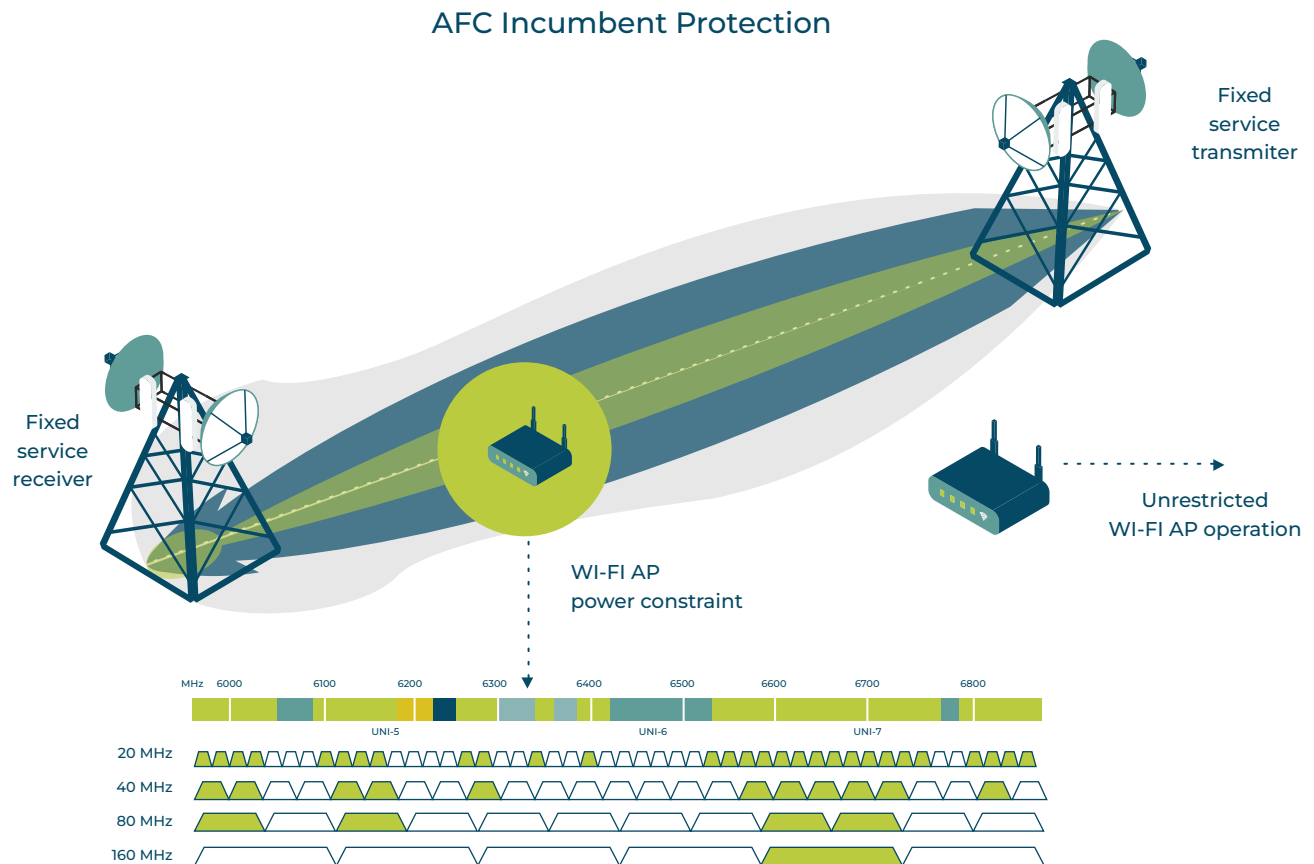 AFC Incumbent Protection
Fixed
service
transmiter
Fixed
service
receiver
Unrestricted
WI-FI AP operation
WI-FI AP
power constraint
MHz 6000 6100 6200 6300 6400 6500 6600 6700 6800
UNI-5 UNI-6 UNI-7
20 MHz
40 MHz
80 MHz
160 MHz